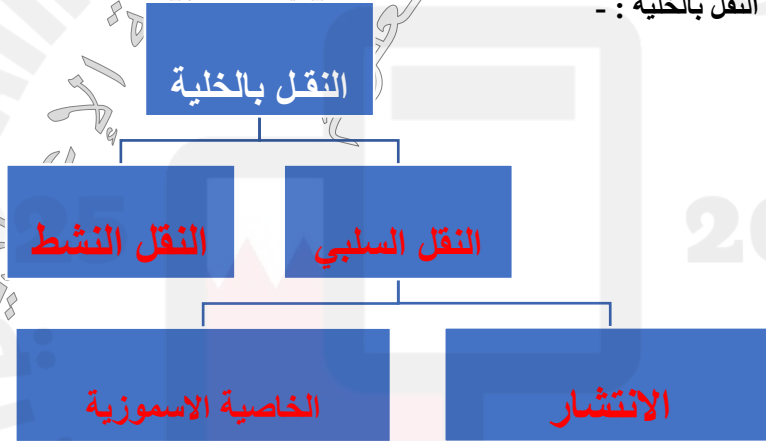 النقل بالخلية : -
النقل بالخلية
النقل السلبي
النقل النشط
الانتشار
الخاصية الاسموزية